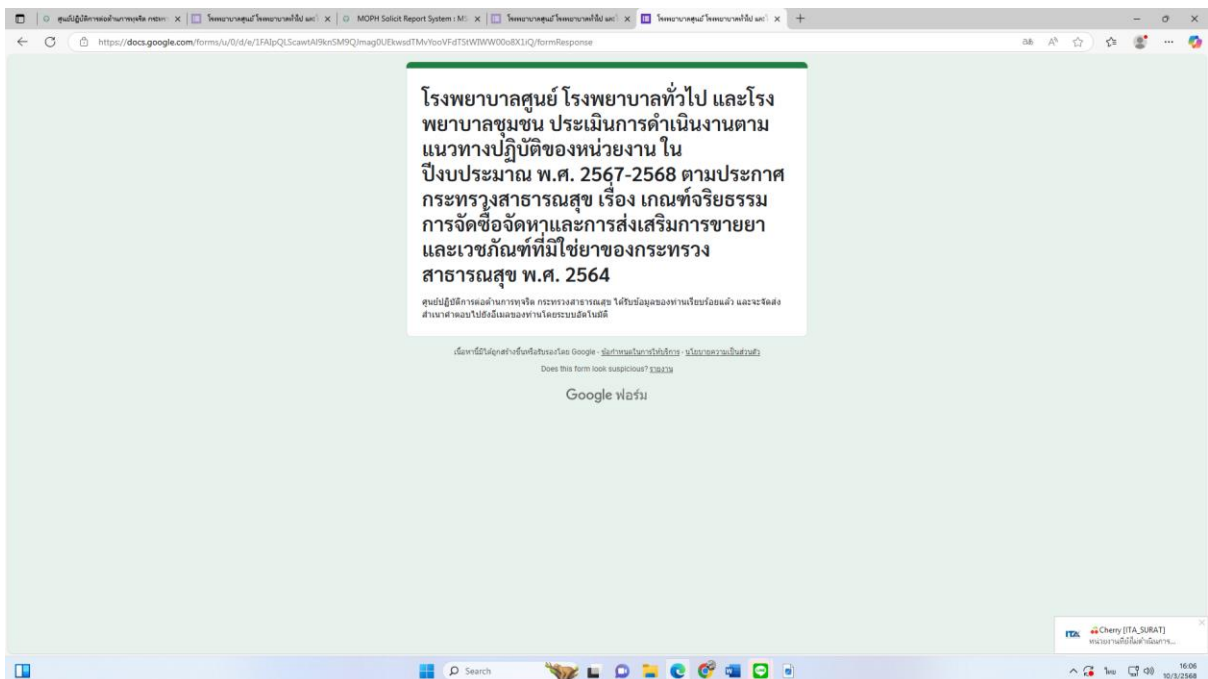 MOPH Solicit Report System : MS
https://docs.google.com/forms/u/0/d/e/1FAIpQLScawtAI9knSM9QJmag0UEkwsdTMvYooVFdTStWIWW00o8X1iQ/formResponse
โรงพยาบาลศูนย์ โรงพยาบาลทั่วไป และโรง
พยาบาลชุมชน ประเมินการดำเนินงานตาม
แนวทางปฏิบัติของหน่วยงาน ใน
ปีงบประมาณ พ.ศ. 2567-2568 ตามประกาศ
กระทรวงสาธารณสุข เรื่อง เกณฑ์จริยธรรม
การจัดซื้อจัดหาและการส่งเสริมการขายยา
และเวชภัณฑ์ที่มิใช่ยาของกระทรวง
สาธารณสุข พ.ศ. 2564
ศูนย์ปฏิบัติการต่อต้านการทุจริต กระทรวงสาธารณสุข ได้รับข้อมูลของท่านเรียบร้อยแล้ว และจะจัดส่ง
สำเนาคำตอบไปยังอีเมลของท่านโดยระบบอัตโนมัติ
เนื้อหานี้มิได้ถูกสร้างขึ้นหรือรับรองโดย Google - ข้อกำหนดในการให้บริการ - นโยบายความเป็นส่วนตัว
Does this form look suspicious? รายงาน
Google ฟอร์ม
Cherry [ITA_SURAT]
Search
ไทย
16:06
10/3/2568